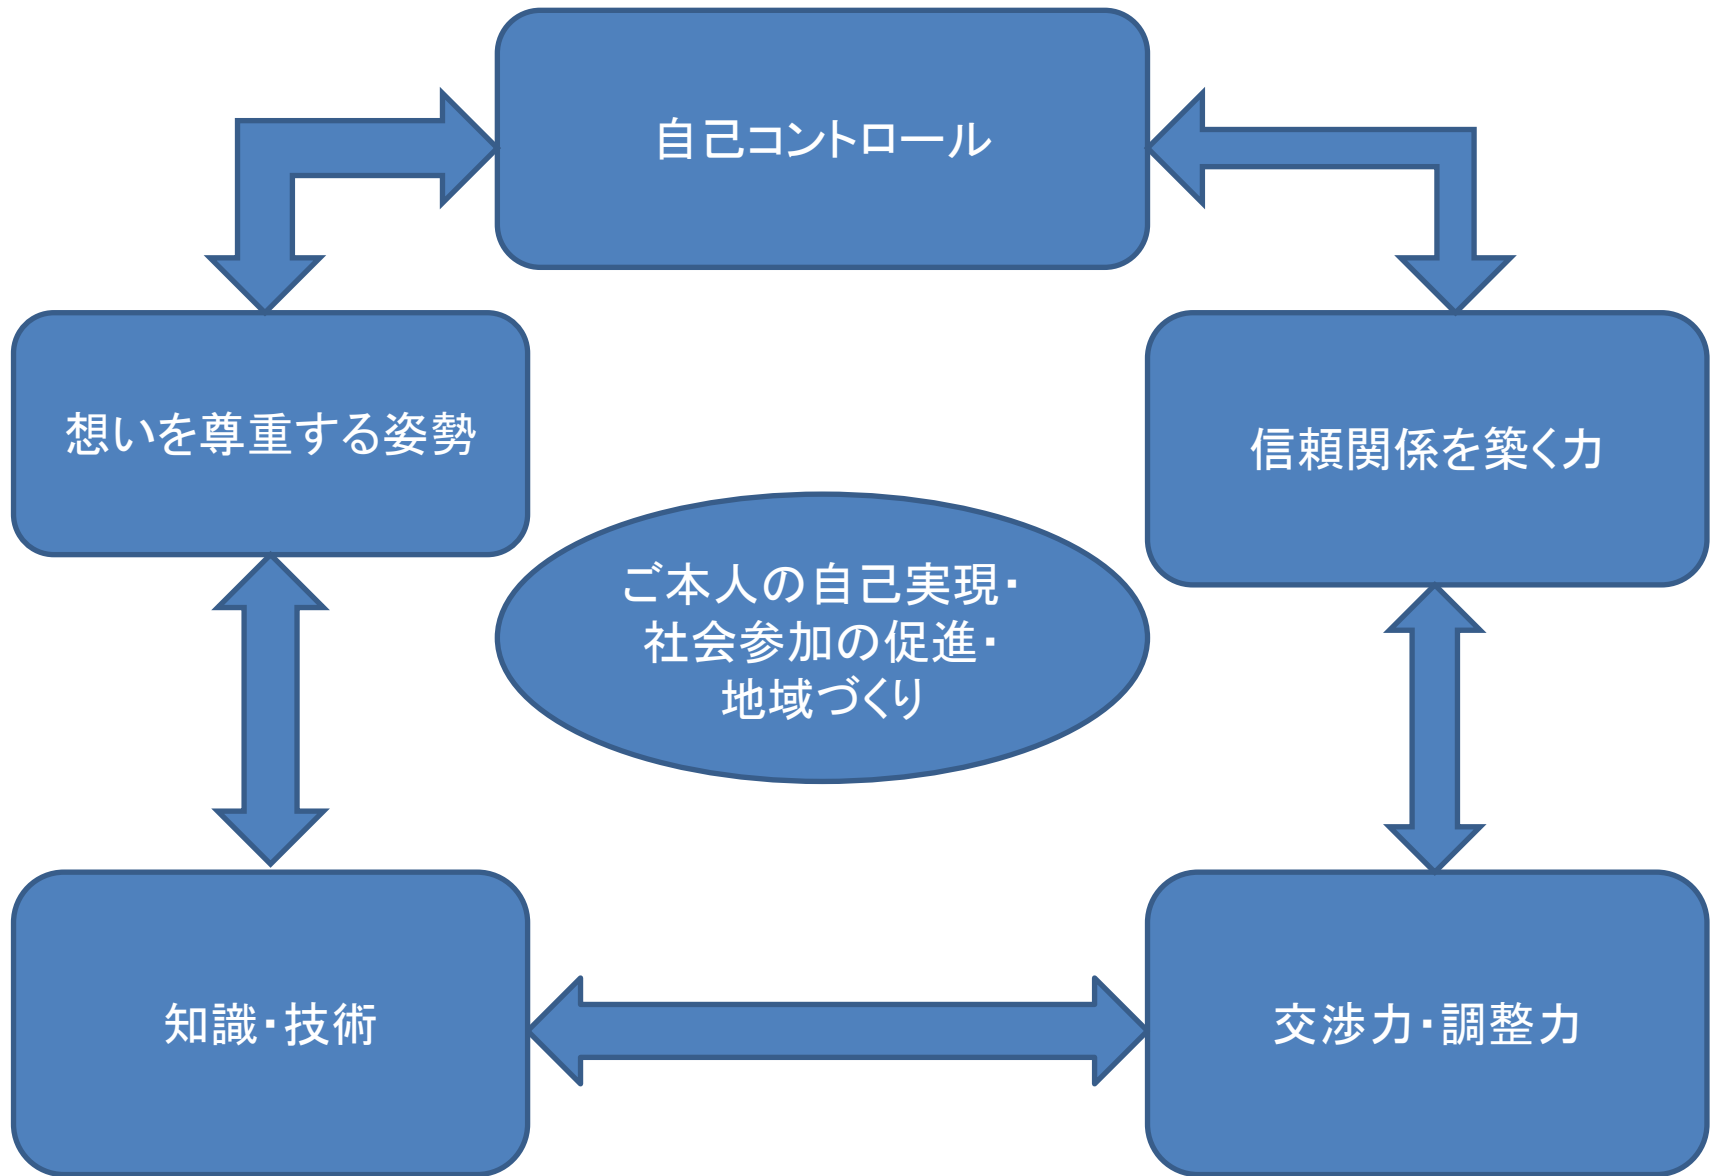 自己コントロール
想いを尊重する姿勢
信頼関係を築く力
ご本人の自己実現・
社会参加の促進・
地域づくり
知識・技術
交渉力・調整力